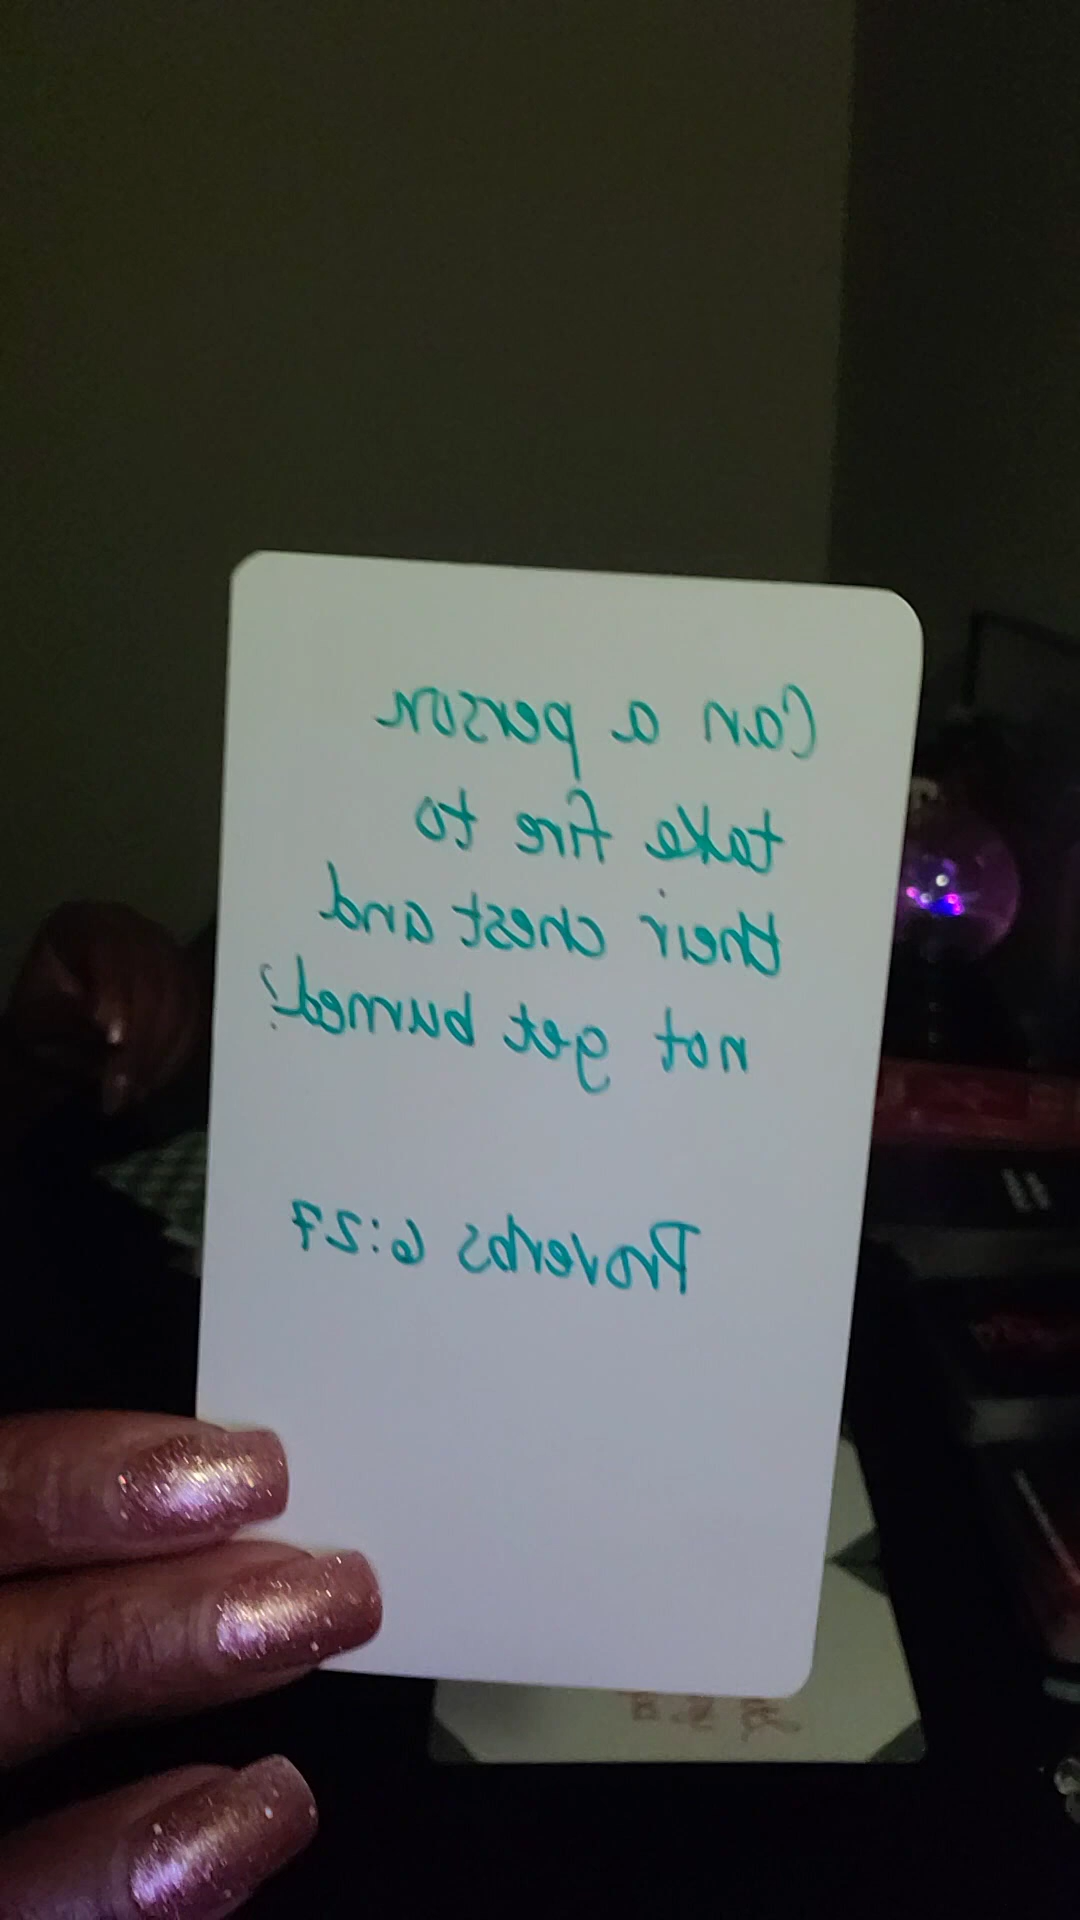 Can a person
take fire to
their chest and
not get burned?
Proverbs 6:27